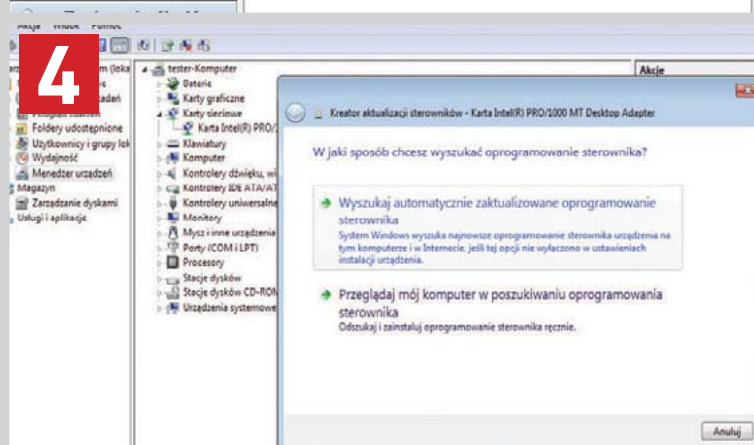 Akcje Widok Pomoc
4
m (loka
adań
Foldery udostępnione
Użytkownicy i grupy lok
Wydajność
Menedżer urządzeń
Magazyn
Zarządzanie dyskami
Usługi i aplikacje
tester-Komputer
Baterie
Karty graficzne
Karty sieciowe
Karta Intel(R) PRO/
Klawiatury
Komputer
Kontrolery dźwięku, wi
Kontrolery IDE ATA/AT
Kontrolery uniwersalne
Monitory
Mysz i inne urządzenia
Porty (COM i LPT)
Procesory
Stacje dysków
Stacje dysków CD-ROM
Urządzenia systemowe
Akcje
Kreator aktualizacji sterowników - Karta Intel(R) PRO/1000 MT Desktop Adapter
W jaki sposób chcesz wyszukać oprogramowanie sterownika?
Wyszukaj automatycznie zaktualizowane oprogramowanie
sterownika
System Windows wyszuka najnowsze oprogramowanie sterownika urządzenia na
tym komputerze i w Internecie, jeśli tej opcji nie wyłączono w ustawieniach
instalacji urządzenia.
Przeglądaj mój komputer w poszukiwaniu oprogramowania
sterownika
Odszukaj i zainstaluj oprogramowanie sterownika ręcznie.
Anuluj